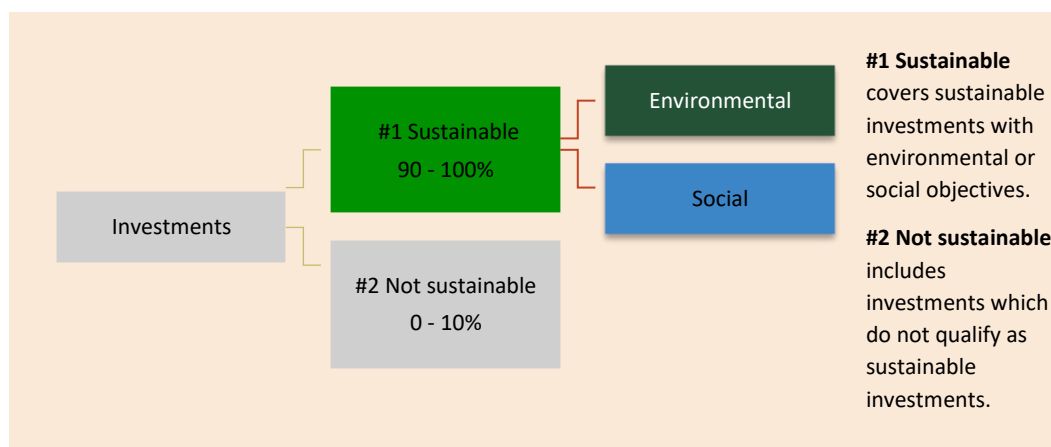 Investments
#1 Sustainable
90 - 100%
#2 Not sustainable
0 - 10%
Environmental
Social
#1 Sustainable
covers sustainable
investments with
environmental or
social objectives.
#2 Not sustainable
includes
investments which
do not qualify as
sustainable
investments.